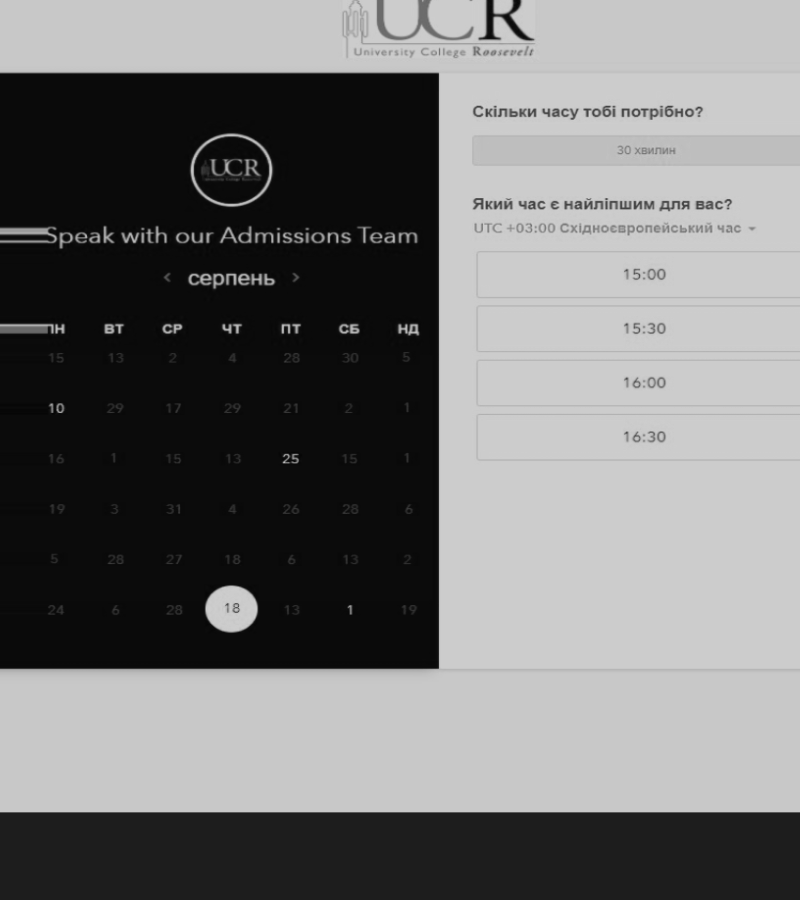 UCR
University College Roosevelt
UCR
Speak with our Admissions Team
< серпень >
ПН ВТ СР ЧТ ПТ СБ НД
15 13 2 4 28 30 5
10 29 17 29 21 2 1
16 1 15 13 25 15 1
19 3 31 4 26 28 6
5 28 27 18 6 13 2
24 6 28 18 13 1 19
Скільки часу тобі потрібно?
30 хвилин
Який час є найліпшим для вас?
UTC +03:00 Східноєвропейський час
15:00
15:30
16:00
16:30